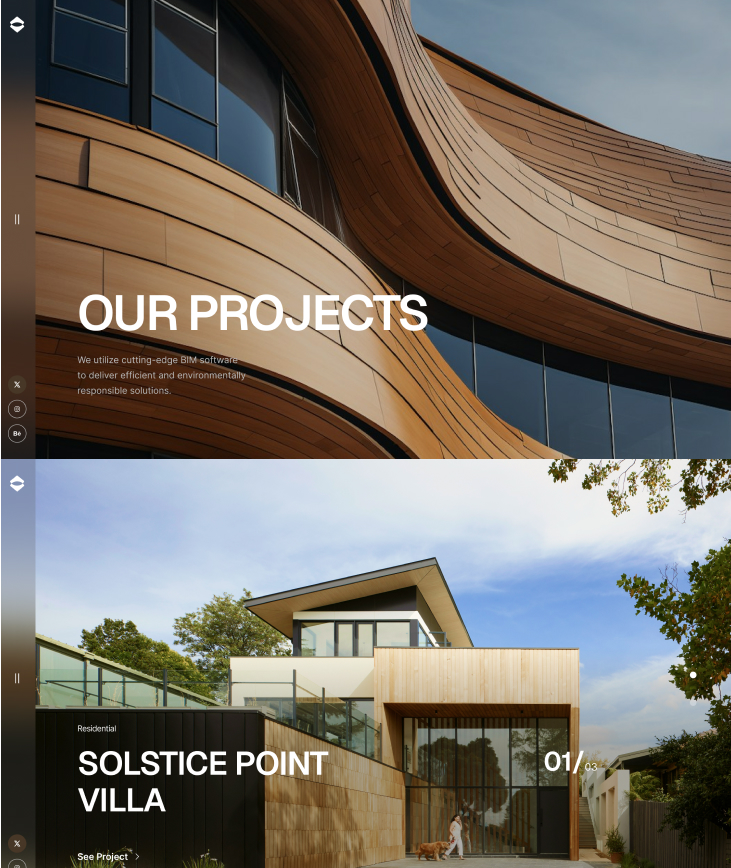 OUR PROJECTS
We utilize cutting-edge BIM software
to deliver efficient and environmentally
responsible solutions.
𝕏
Bē
Residential
SOLSTICE POINT
VILLA
01/03
See Project
𝕏